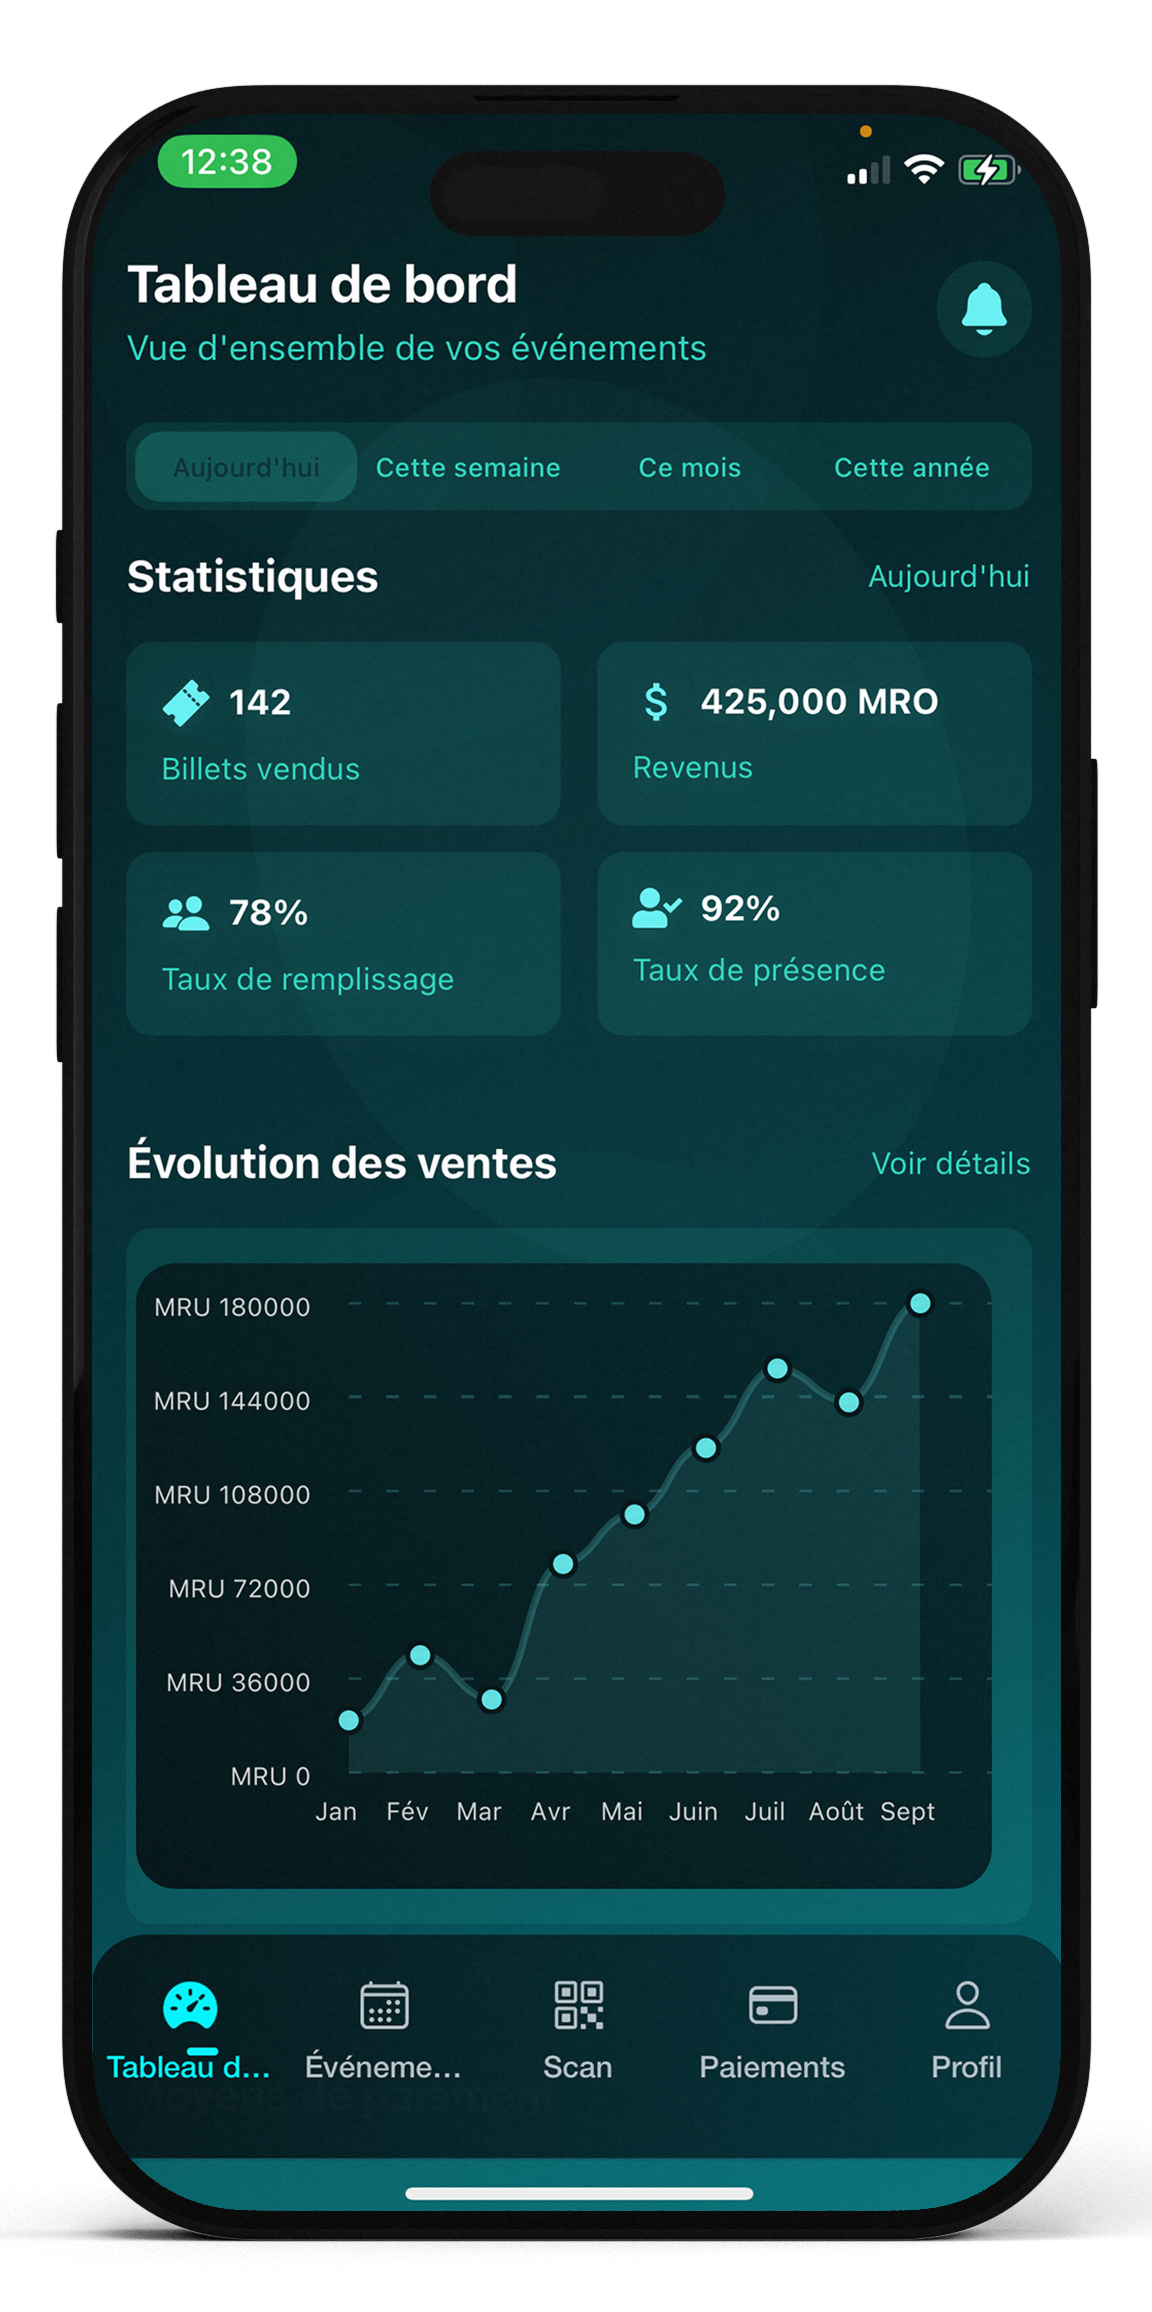 12:38
Tableau de bord
Vue d'ensemble de vos événements
Aujourd'hui Cette semaine Ce mois Cette année
Statistiques Aujourd'hui
142
Billets vendus
425,000 MRO
Revenus
78%
Taux de remplissage
92%
Taux de présence
Évolution des ventes Voir détails
MRU 180000
MRU 144000
MRU 108000
MRU 72000
MRU 36000
MRU 0
Jan Fév Mar Avr Mai Juin Juil Août Sept
Tableau d... Événeme... Scan Paiements Profil
Moyens de paiement